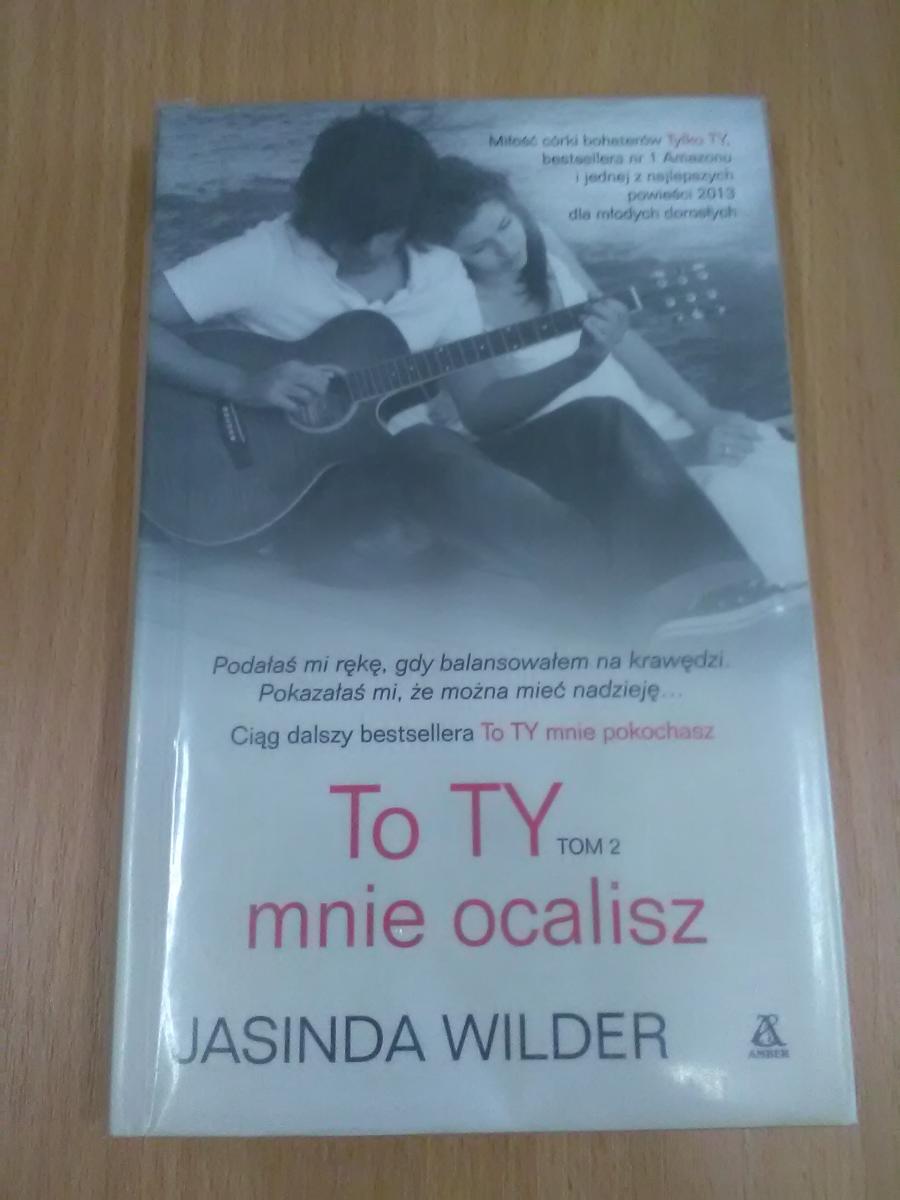 Miłość córki bohaterów Tylko TY,
bestsellera nr 1 Amazonu
i jednej z najlepszych
powieści 2013
dla młodych dorosłych
Podałaś mi rękę, gdy balansowałem na krawędzi.
Pokazałaś mi, że można mieć nadzieję...
Ciąg dalszy bestsellera To TY mnie pokochasz
To TY TOM 2
mnie ocalisz
JASINDA WILDER
AMBER